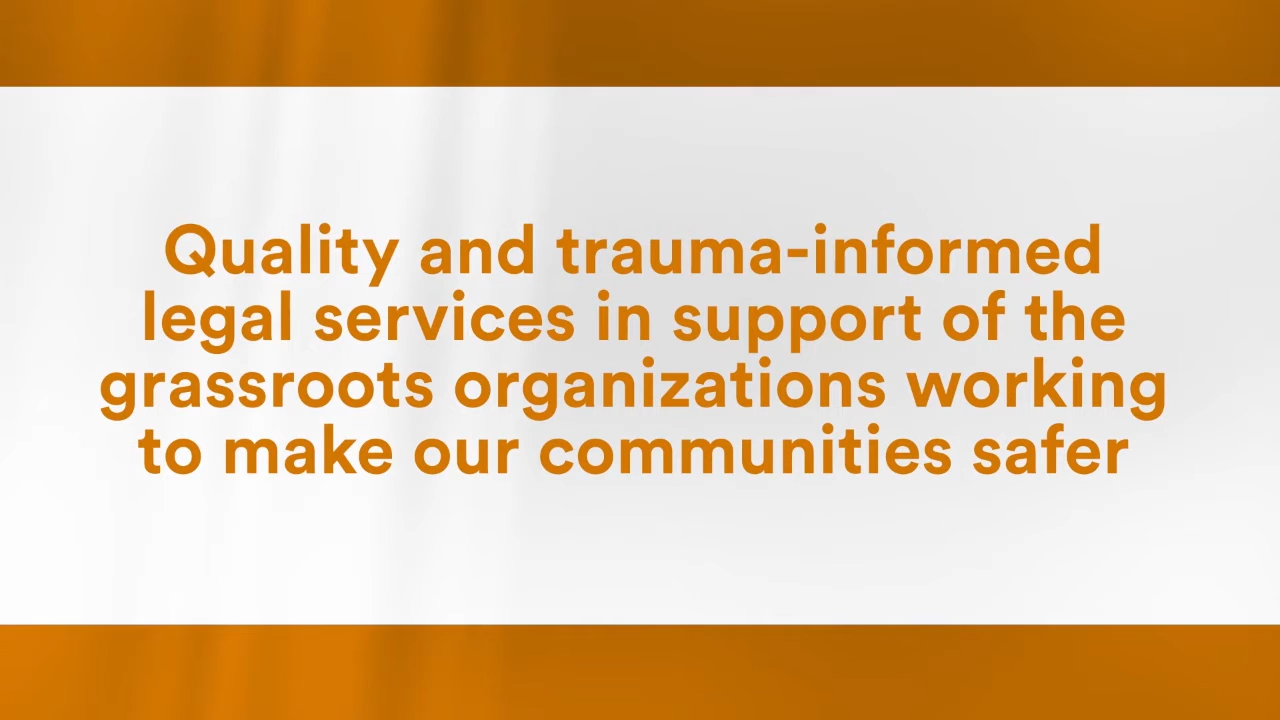 Quality and trauma-informed
legal services in support of the
grassroots organizations working
to make our communities safer